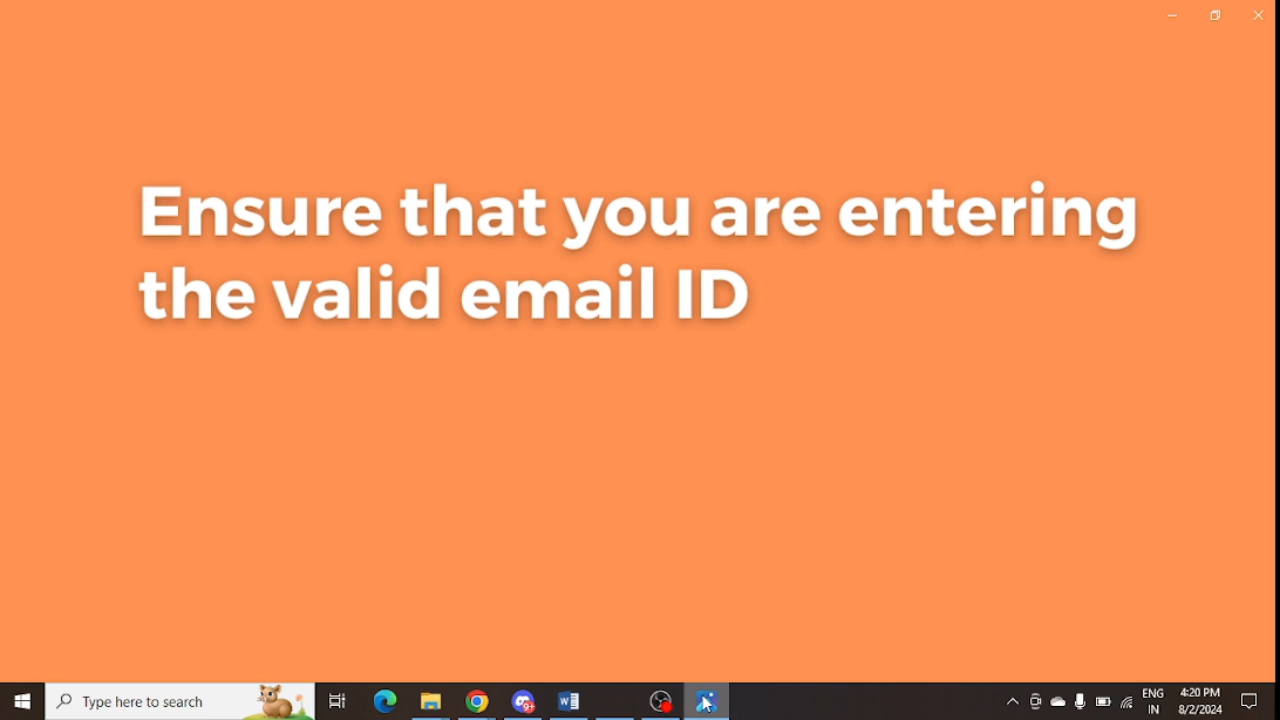 Ensure that you are entering
the valid email ID
Type here to search
9+
ENG
IN
4:20 PM
8/2/2024